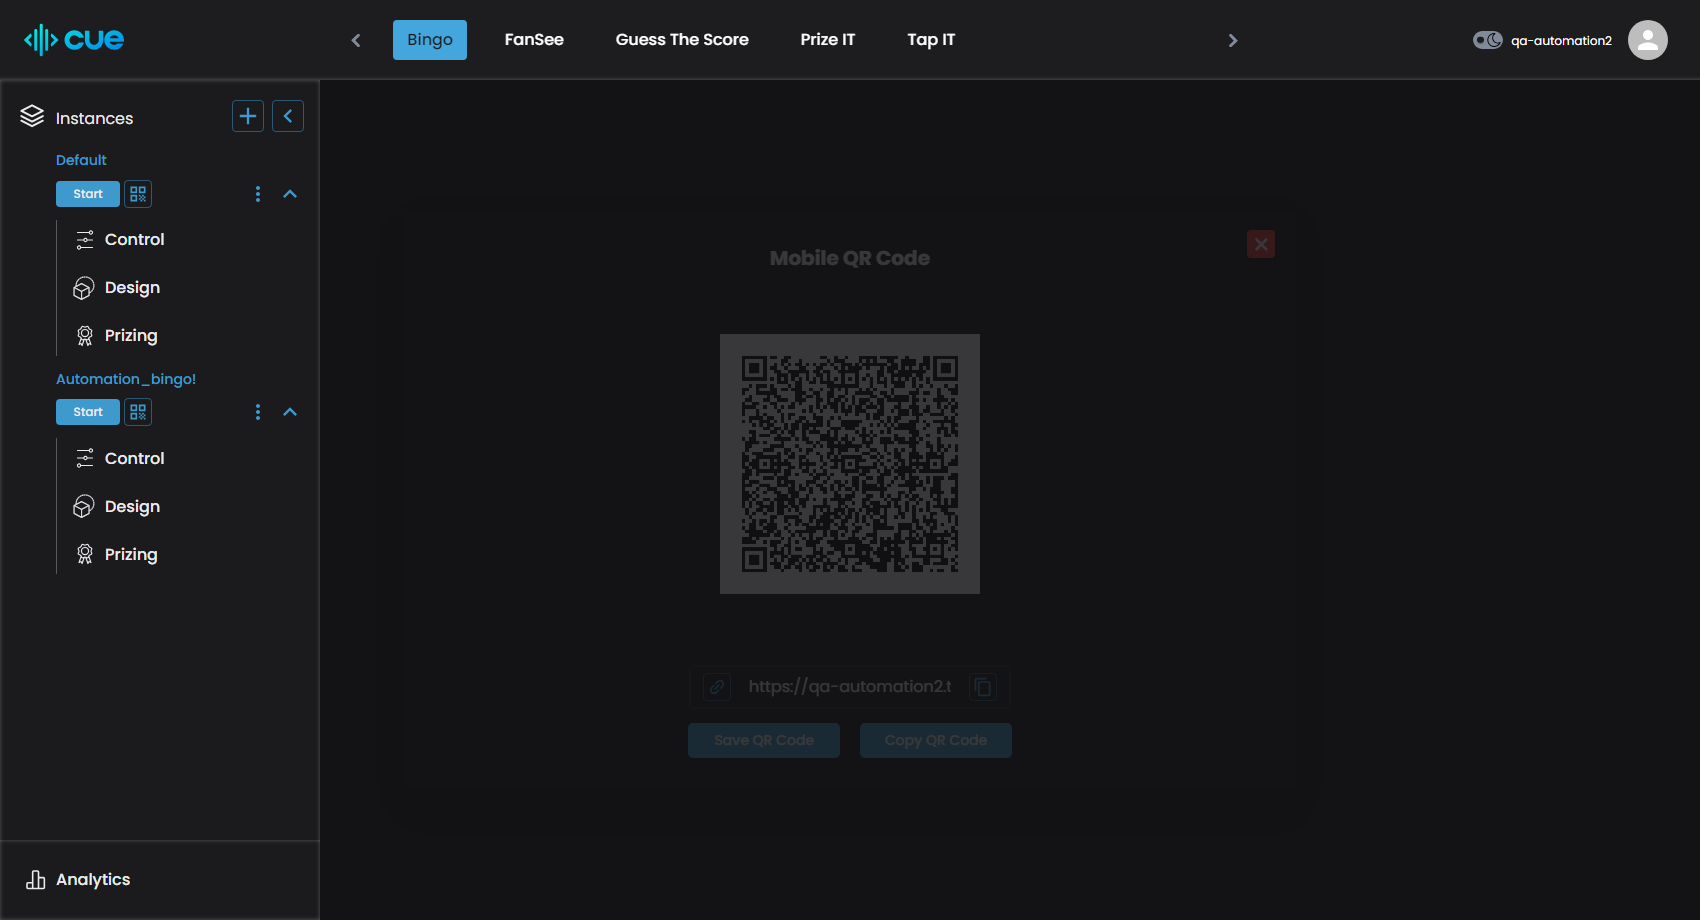 cue
Bingo
FanSee
Guess The Score
Prize IT
Tap IT
qa-automation2
Instances
Default
Start
Control
Design
Prizing
Automation_bingo!
Start
Control
Design
Prizing
Analytics
Mobile QR Code
https://qa-automation2.t
Save QR Code
Copy QR Code